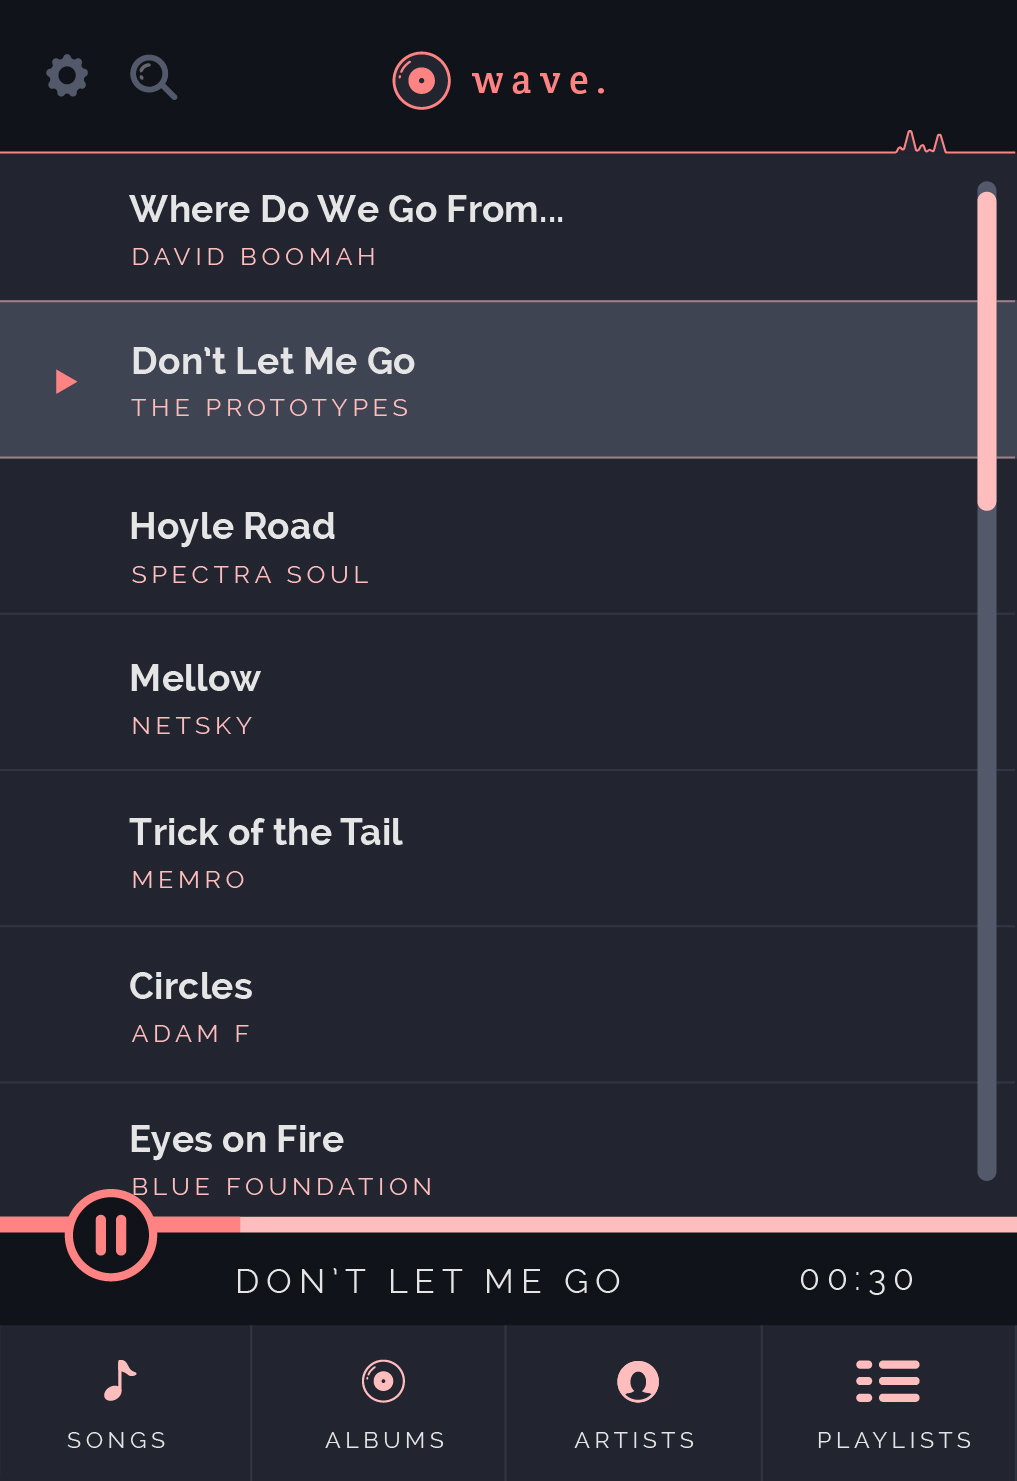 wave.
Where Do We Go From...
DAVID BOOMAH
Don't Let Me Go
THE PROTOTYPES
Hoyle Road
SPECTRA SOUL
Mellow
NETSKY
Trick of the Tail
MEMRO
Circles
ADAM F
Eyes on Fire
BLUE FOUNDATION
DON'T LET ME GO 00:30
SONGS ALBUMS ARTISTS PLAYLISTS